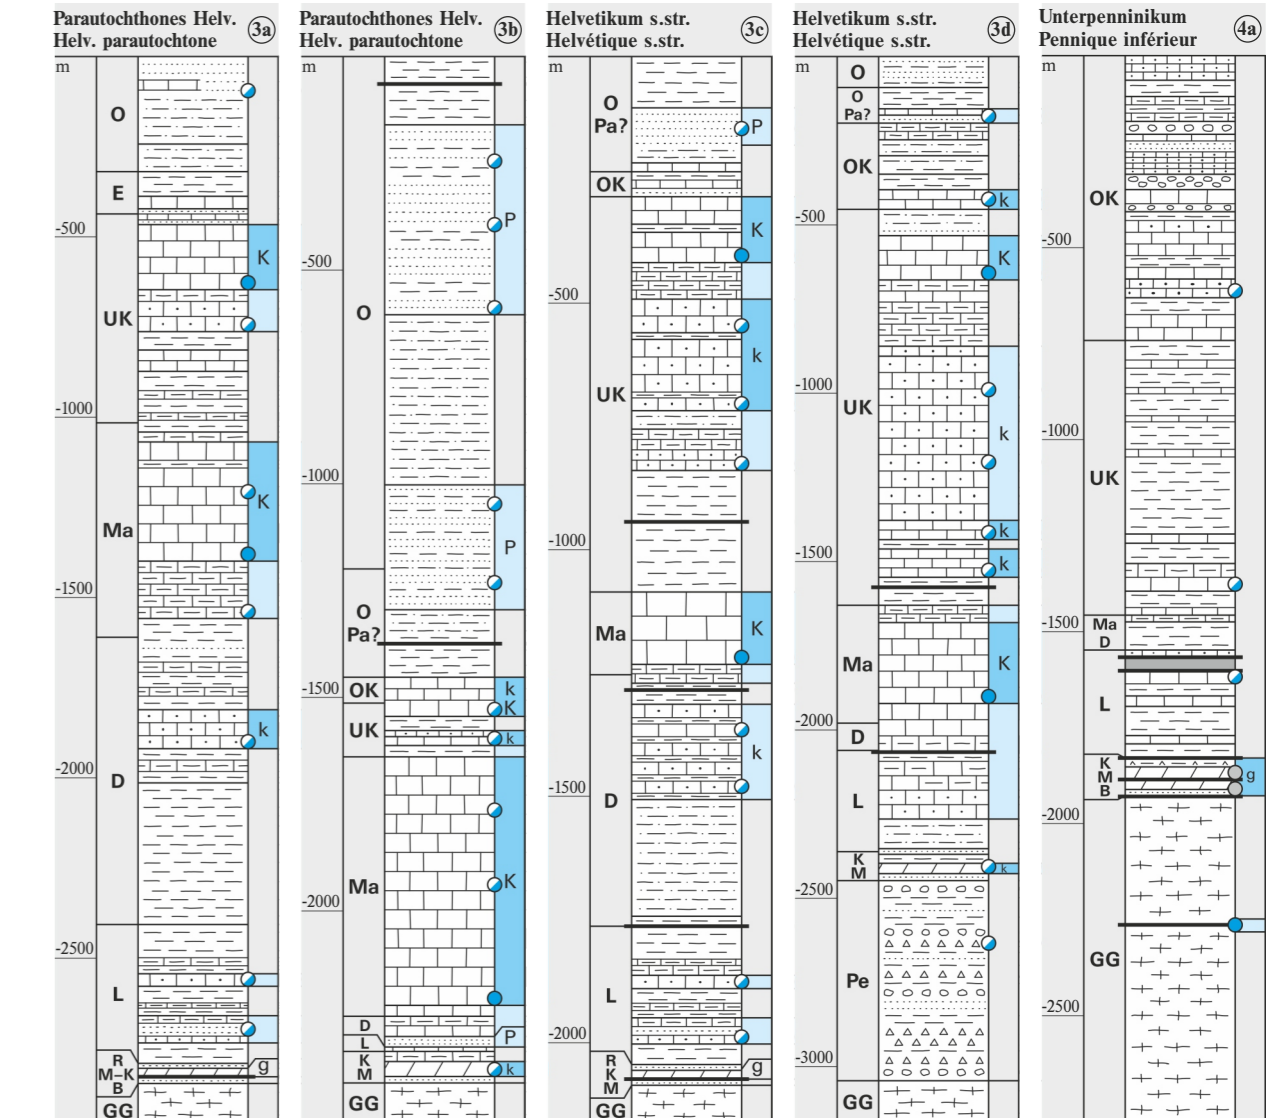 Parautochthones Helv.
Helv. parautochtone
3a
m
O
E
-500
K
UK
-1000
K
Ma
-1500
k
-2000
D
-2500
L
R
M–K
B
g
GG
Parautochthones Helv.
Helv. parautochtone
3b
m
P
-500
O
-1000
P
O
Pa?
-1500
OK
k
K
UK
k
Ma
K
-2000
D
L
P
K
M
k
GG
Helvetikum s.str.
Helvétique s.str.
3c
m
O
Pa?
P
OK
K
-500
k
UK
-1000
Ma
K
k
-1500
D
L
-2000
R
K
M
g
GG
Helvetikum s.str.
Helvétique s.str.
3d
m
O
O
Pa?
OK
k
-500
K
-1000
UK
k
k
-1500
k
Ma
K
-2000
D
L
K
M
k
-2500
Pe
-3000
GG
Unterpenninikum
Pennique inférieur
4a
m
OK
-500
-1000
UK
-1500
Ma
D
L
K
M
B
g
-2000
GG
-2500